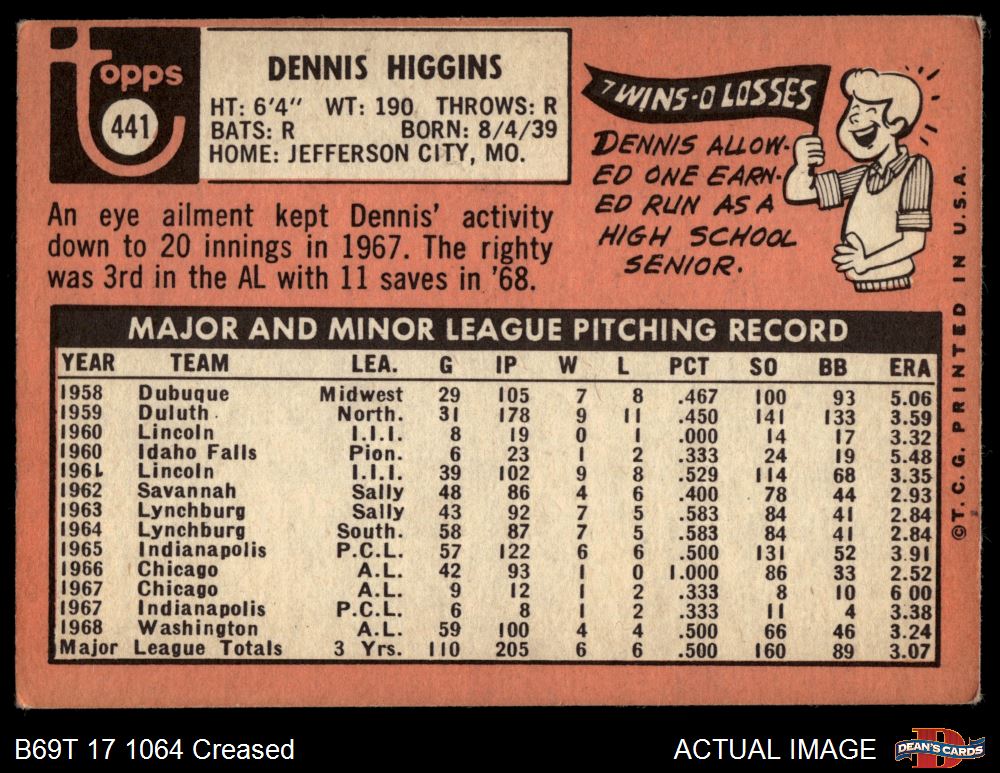 Topps
441
DENNIS HIGGINS
HT: 6'4" WT: 190 THROWS: R
BATS: R BORN: 8/4/39
HOME: JEFFERSON CITY, MO.
An eye ailment kept Dennis' activity
down to 20 innings in 1967. The righty
was 3rd in the AL with 11 saves in '68.
7 WINS-0 LOSSES
DENNIS ALLOW-
ED ONE EARN-
ED RUN AS A
HIGH SCHOOL
SENIOR.
MAJOR AND MINOR LEAGUE PITCHING RECORD
YEAR TEAM LEA. G IP W L PCT SO BB ERA
1958 Dubuque Midwest 29 105 7 8 .467 100 93 5.06
1959 Duluth North. 31 178 9 11 .450 141 133 3.59
1960 Lincoln I.I.I. 8 19 0 1 .000 14 17 3.32
1960 Idaho Falls Pion. 6 23 1 2 .333 24 19 5.48
1961 Lincoln I.I.I. 39 102 9 8 .529 114 68 3.35
1962 Savannah Sally 48 86 4 6 .400 78 44 2.93
1963 Lynchburg Sally 43 92 7 5 .583 84 41 2.84
1964 Lynchburg South. 58 87 7 5 .583 84 41 2.84
1965 Indianapolis P.C.L. 57 122 6 6 .500 131 52 3.91
1966 Chicago A.L. 42 93 1 0 1.000 86 33 2.52
1967 Chicago A.L. 9 12 1 2 .333 8 10 6 00
1967 Indianapolis P.C.L. 6 8 1 2 .333 11 4 3.38
1968 Washington A.L. 59 100 4 4 .500 66 46 3.24
Major League Totals 3 Yrs. 110 205 6 6 .500 160 89 3.07
©T.C.G. PRINTED IN U.S.A.
B69T 17 1064 Creased
ACTUAL IMAGE
DEAN'S CARDS